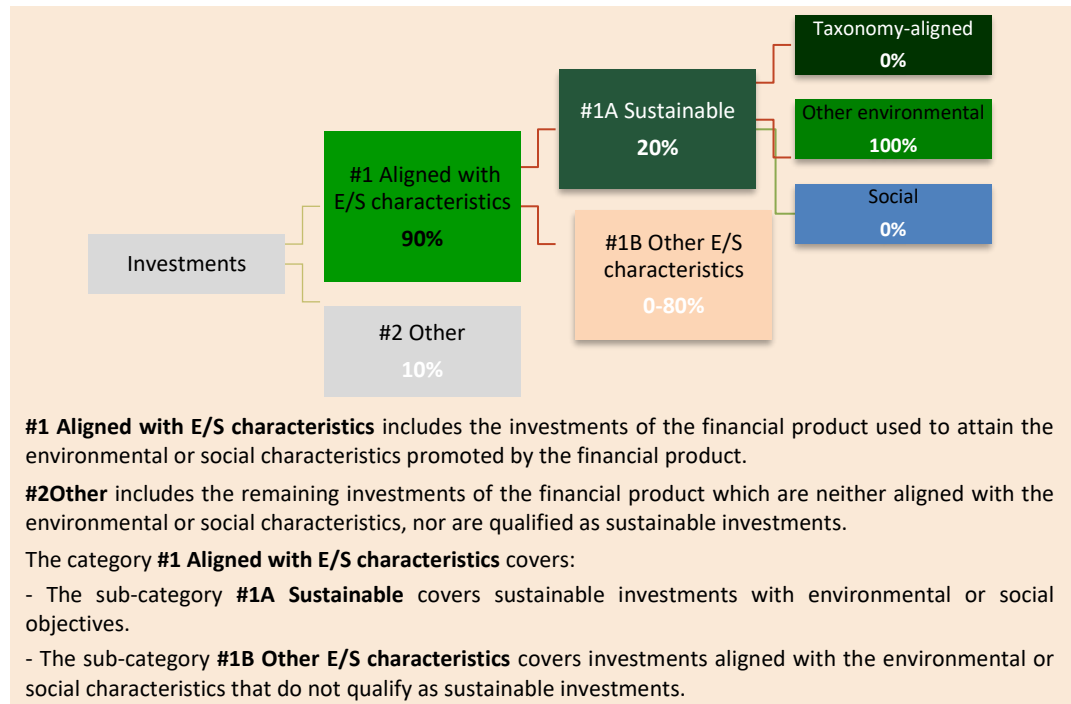 Investments
#1 Aligned with
E/S characteristics
90%
#2 Other
10%
#1A Sustainable
20%
#1B Other E/S
characteristics
0-80%
Taxonomy-aligned
0%
Other environmental
100%
Social
0%
#1 Aligned with E/S characteristics includes the investments of the financial product used to attain the
environmental or social characteristics promoted by the financial product.
#2Other includes the remaining investments of the financial product which are neither aligned with the
environmental or social characteristics, nor are qualified as sustainable investments.
The category #1 Aligned with E/S characteristics covers:
- The sub-category #1A Sustainable covers sustainable investments with environmental or social
objectives.
- The sub-category #1B Other E/S characteristics covers investments aligned with the environmental or
social characteristics that do not qualify as sustainable investments.